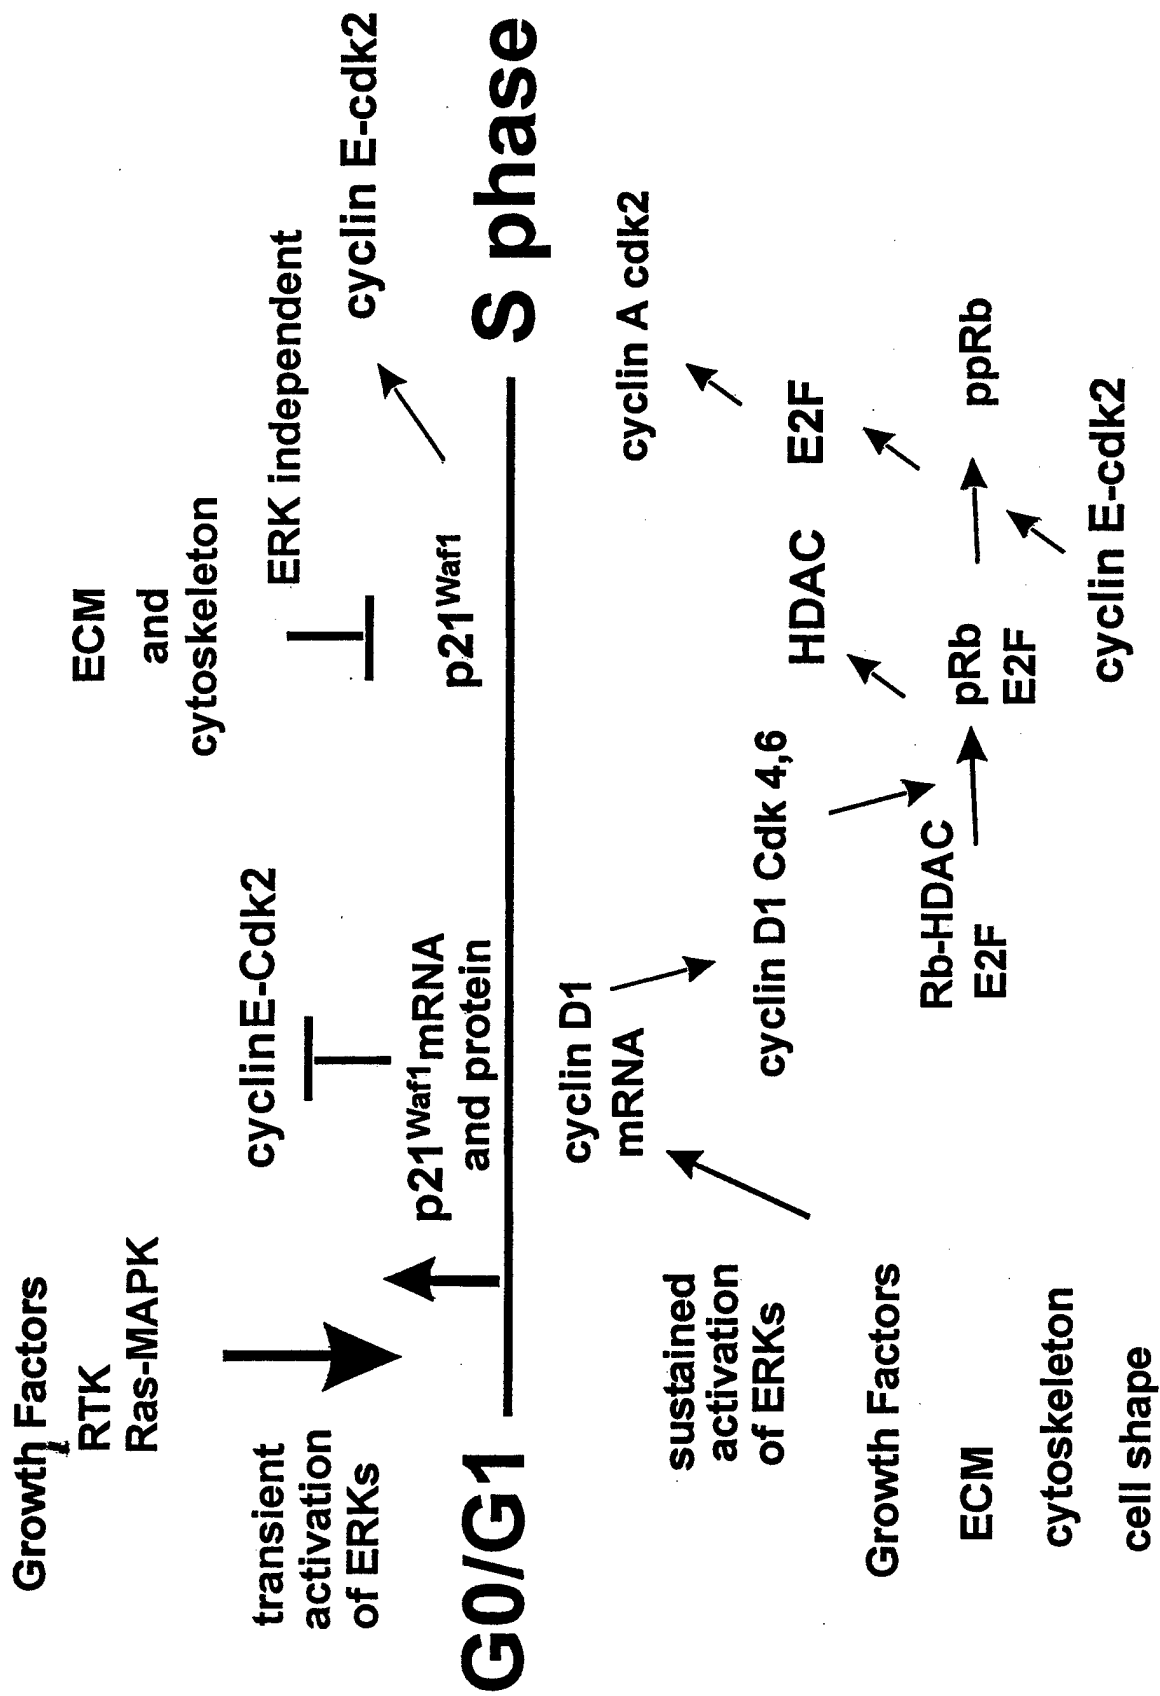 Growth Factors
RTK
Ras-MAPK
transient
activation
of ERKs
cyclinE-Cdk2
p21Waf1mRNA
and protein
ECM
and
cytoskeleton
ERK independent
p21Waf1
cyclin E-cdk2
G0/G1
S phase
sustained
activation
of ERKs
Growth Factors
ECM
cytoskeleton
cell shape
cyclin D1
mRNA
cyclin D1 Cdk 4,6
Rb-HDAC
E2F
HDAC
pRb
E2F
cyclin E-cdk2
ppRb
E2F
cyclin A cdk2